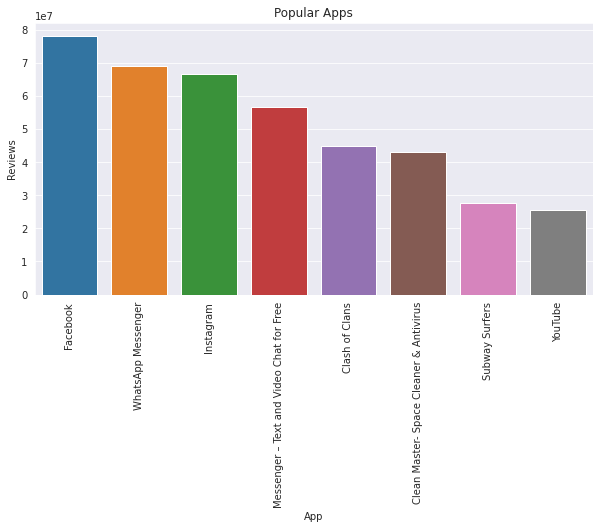 Popular Apps
1e7
8
7
6
5
4
3
2
1
0
Reviews
Facebook
WhatsApp Messenger
Instagram
Messenger – Text and Video Chat for Free
Clash of Clans
Clean Master- Space Cleaner & Antivirus
Subway Surfers
YouTube
App